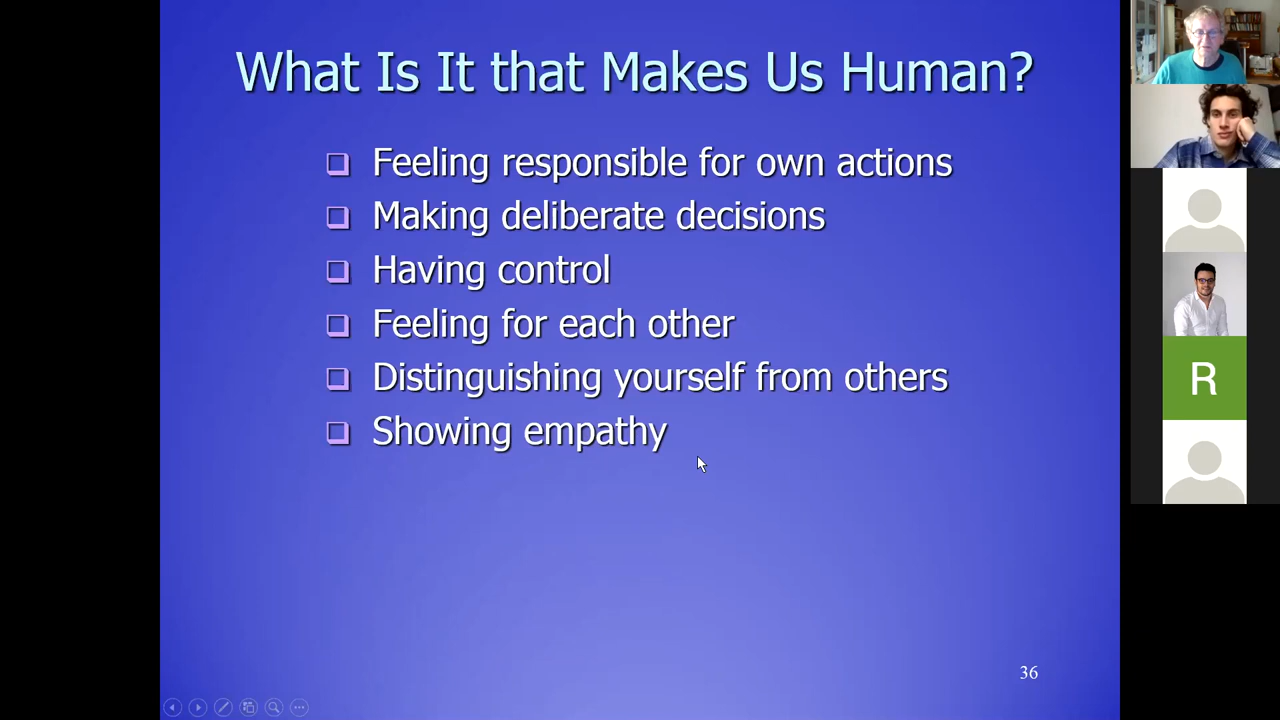 What Is It that Makes Us Human?
Feeling responsible for own actions
Making deliberate decisions
Having control
Feeling for each other
Distinguishing yourself from others
Showing empathy
36
R